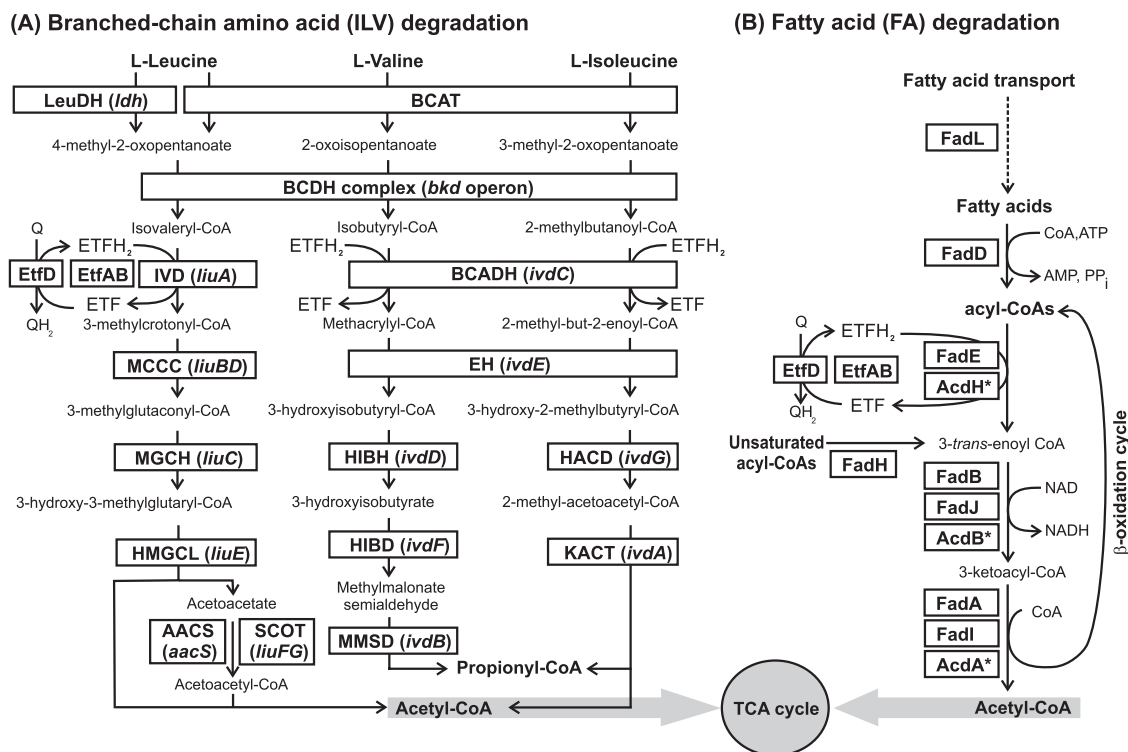 (A) Branched-chain amino acid (ILV) degradation
L-Leucine
L-Valine
L-Isoleucine
LeuDH (ldh)
BCAT
4-methyl-2-oxopentanoate
2-oxoisopentanoate
3-methyl-2-oxopentanoate
BCDH complex (bkd operon)
Q
Isovaleryl-CoA
Isobutyryl-CoA
2-methylbutanoyl-CoA
ETFH2
ETFH2
ETFH2
EtfD
EtfAB
IVD (liuA)
BCADH (ivdC)
ETF
ETF
ETF
QH2
3-methylcrotonyl-CoA
Methacrylyl-CoA
2-methyl-but-2-enoyl-CoA
MCCC (liuBD)
EH (ivdE)
3-methylglutaconyl-CoA
3-hydroxyisobutyryl-CoA
3-hydroxy-2-methylbutyryl-CoA
MGCH (liuC)
HIBH (ivdD)
HACD (ivdG)
3-hydroxy-3-methylglutaryl-CoA
3-hydroxyisobutyrate
2-methyl-acetoacetyl-CoA
HMGCL (liuE)
HIBD (ivdF)
KACT (ivdA)
Acetoacetate
Methylmalonate
semialdehyde
AACS
(aacS)
SCOT
(liuFG)
MMSD (ivdB)
Propionyl-CoA
Acetoacetyl-CoA
Acetyl-CoA
TCA cycle
(B) Fatty acid (FA) degradation
Fatty acid transport
FadL
Fatty acids
CoA,ATP
FadD
AMP, PPi
acyl-CoAs
Q
ETFH2
FadE
EtfD
EtfAB
AcdH*
ETF
QH2
Unsaturated
acyl-CoAs
3-trans-enoyl CoA
FadH
FadB
NAD
FadJ
NADH
AcdB*
β-oxidation cycle
3-ketoacyl-CoA
FadA
CoA
FadI
AcdA*
Acetyl-CoA